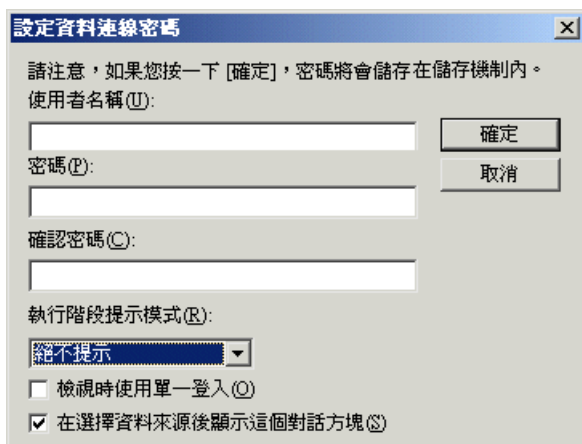 設定資料連線密碼
請注意，如果您按一下 [確定]，密碼將會儲存在儲存機制內。
使用者名稱(U):
確定
密碼(P):
取消
確認密碼(C):
執行階段提示模式(R):
絕不提示
檢視時使用單一登入(O)
在選擇資料來源後顯示這個對話方塊(S)